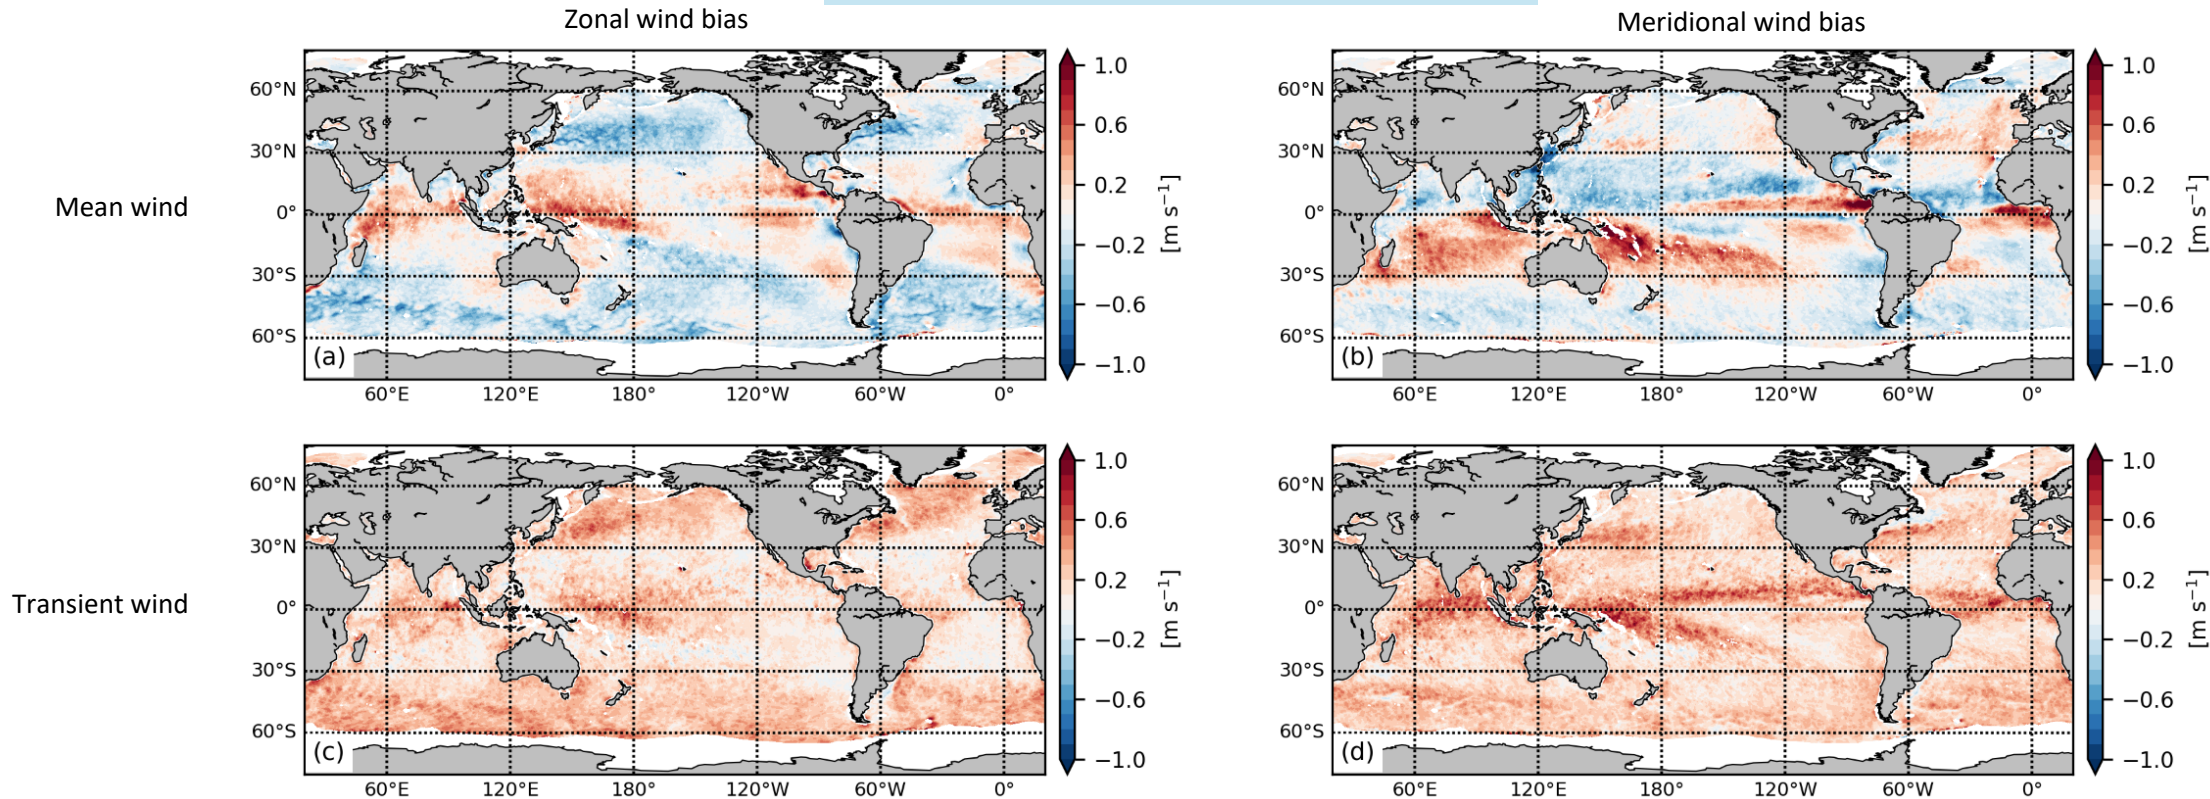 Zonal wind bias
Meridional wind bias
Mean wind
60°N
30°N
0°
30°S
60°S
(a)
60°E 120°E 180° 120°W 60°W 0°
1.0
0.6
0.2
−0.2
−0.6
−1.0
[m s⁻¹]
60°N
30°N
0°
30°S
60°S
(b)
60°E 120°E 180° 120°W 60°W 0°
1.0
0.6
0.2
−0.2
−0.6
−1.0
[m s⁻¹]
Transient wind
60°N
30°N
0°
30°S
60°S
(c)
60°E 120°E 180° 120°W 60°W 0°
1.0
0.6
0.2
−0.2
−0.6
−1.0
[m s⁻¹]
60°N
30°N
0°
30°S
60°S
(d)
60°E 120°E 180° 120°W 60°W 0°
1.0
0.6
0.2
−0.2
−0.6
−1.0
[m s⁻¹]